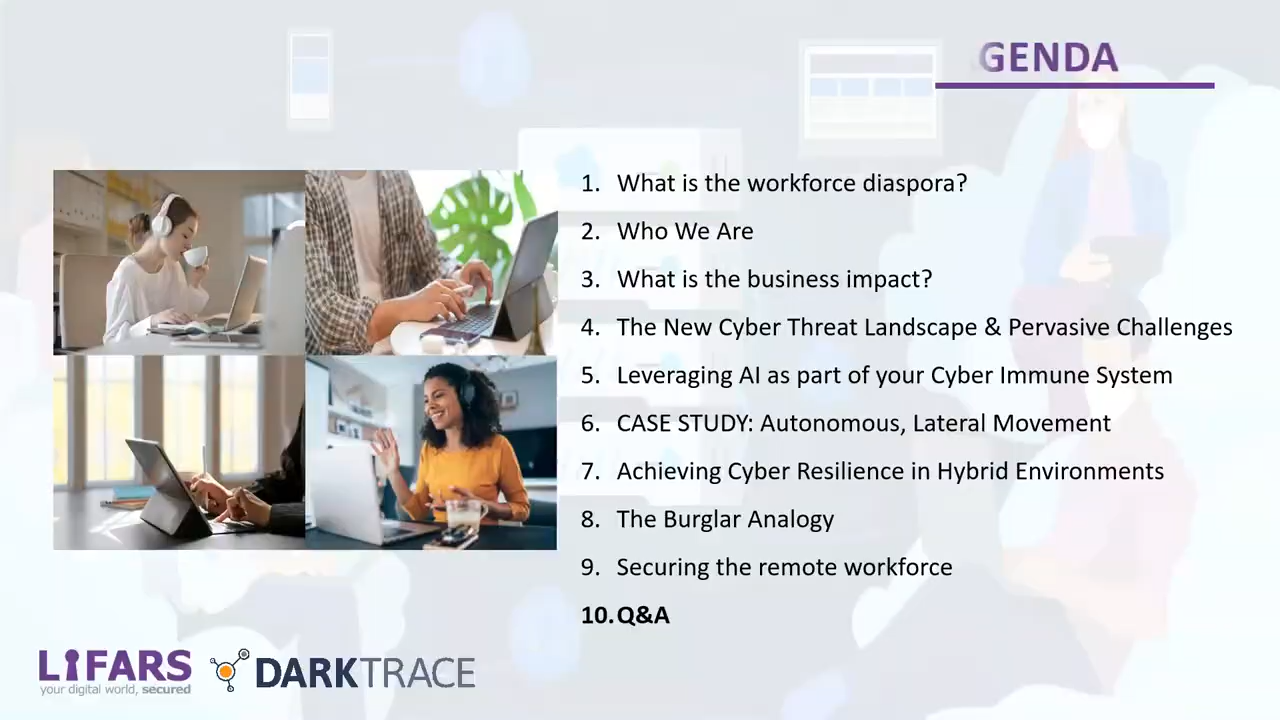 GENDA
1. What is the workforce diaspora?
2. Who We Are
3. What is the business impact?
4. The New Cyber Threat Landscape & Pervasive Challenges
5. Leveraging AI as part of your Cyber Immune System
6. CASE STUDY: Autonomous, Lateral Movement
7. Achieving Cyber Resilience in Hybrid Environments
8. The Burglar Analogy
9. Securing the remote workforce
10. Q&A
LIFARS
your digital world, secured
DARKTRACE